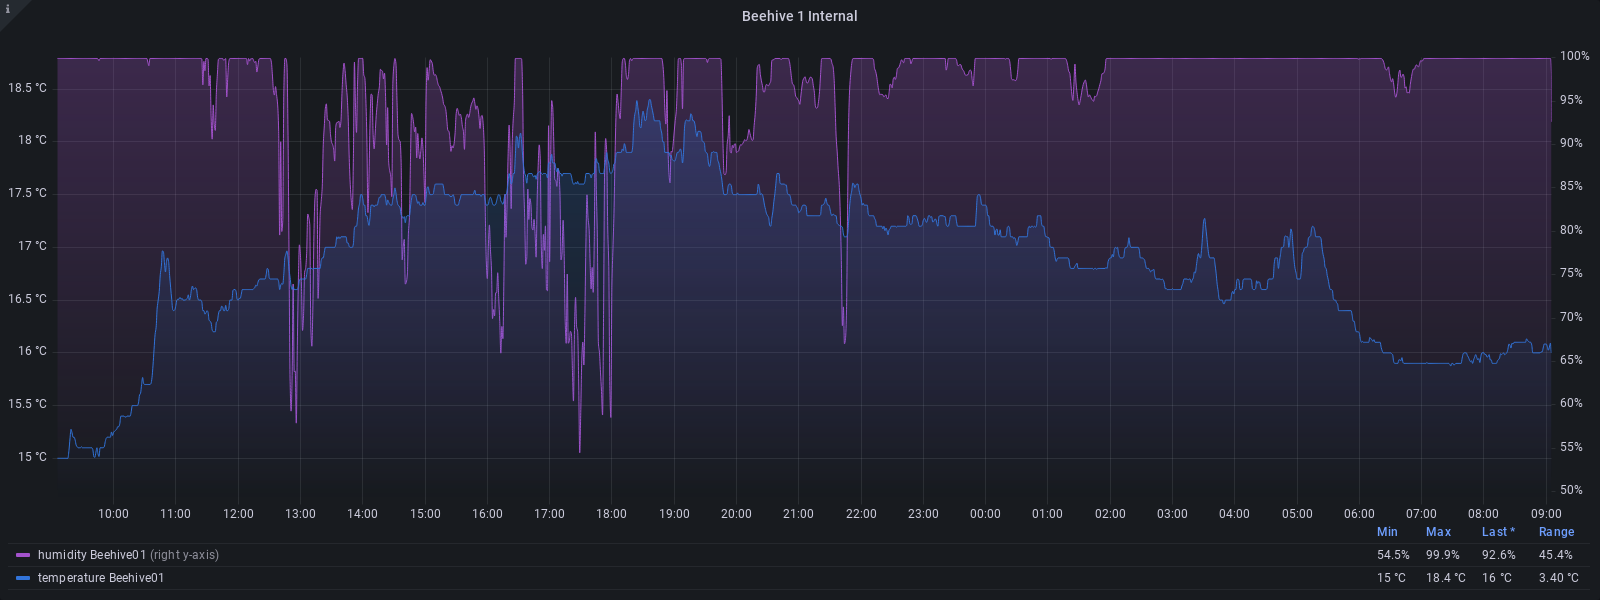 i
Beehive 1 Internal
100%
18.5 °C
95%
18 °C
90%
17.5 °C
85%
17 °C
80%
75%
16.5 °C
70%
16 °C
65%
15.5 °C
60%
15 °C
55%
50%
10:00 11:00 12:00 13:00 14:00 15:00 16:00 17:00 18:00 19:00 20:00 21:00 22:00 23:00 00:00 01:00 02:00 03:00 04:00 05:00 06:00 07:00 08:00 09:00
Min Max Last * Range
humidity Beehive01 (right y-axis) 54.5% 99.9% 92.6% 45.4%
temperature Beehive01 15 °C 18.4 °C 16 °C 3.40 °C